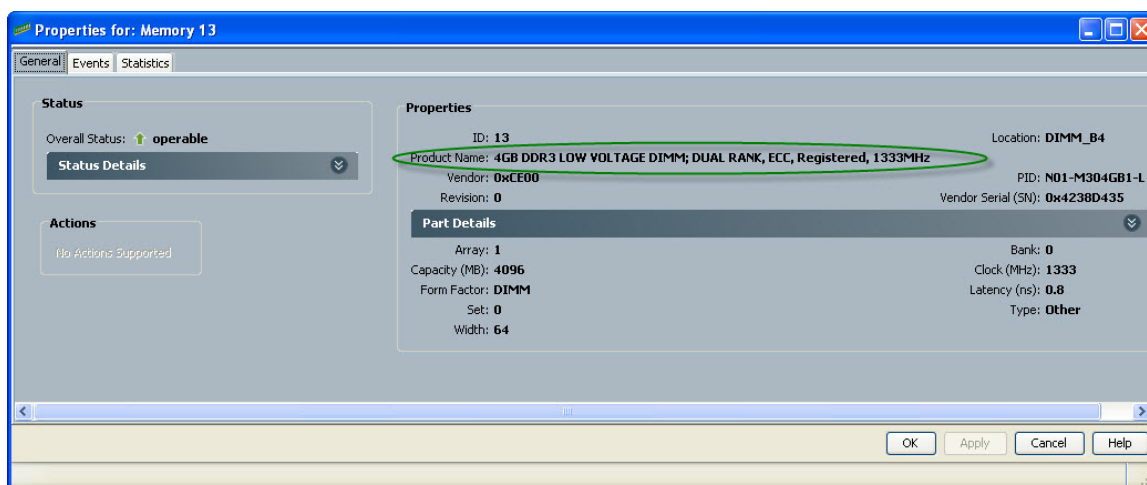 Properties for: Memory 13
General Events Statistics
Status
Overall Status: operable
Status Details
Actions
No Actions Supported
Properties
ID: 13 Location: DIMM_B4
Product Name: 4GB DDR3 LOW VOLTAGE DIMM; DUAL RANK, ECC, Registered, 1333MHz
Vendor: 0xCE00 PID: N01-M304GB1-L
Revision: 0 Vendor Serial (SN): 0x4238D435
Part Details
Array: 1 Bank: 0
Capacity (MB): 4096 Clock (MHz): 1333
Form Factor: DIMM Latency (ns): 0.8
Set: 0 Type: Other
Width: 64
OK Apply Cancel Help